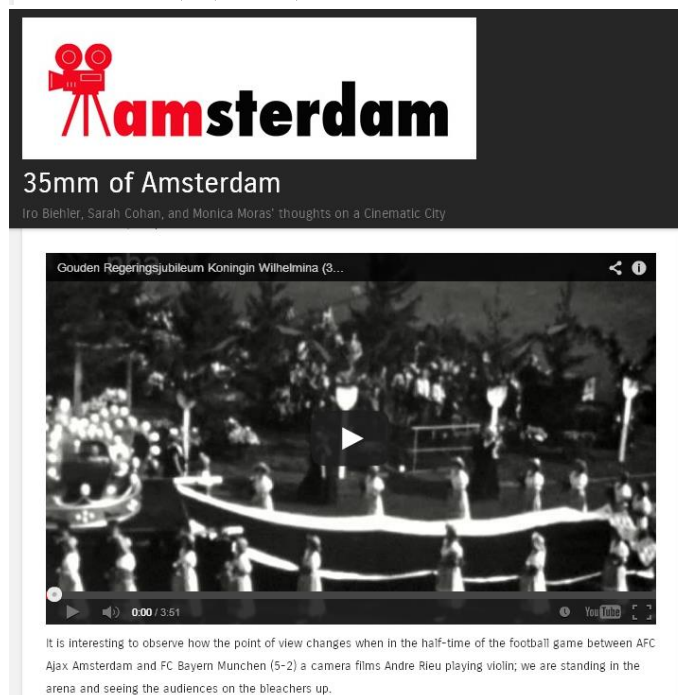 amsterdam
35mm of Amsterdam
Iro Biehler, Sarah Cohan, and Monica Moras' thoughts on a Cinematic City
Gouden Regeringsjubileum Koningin Wilhelmina (3...
0:00 / 3:51
YouTube
It is interesting to observe how the point of view changes when in the half-time of the football game between AFC
Ajax Amsterdam and FC Bayern Munchen (5-2) a camera films Andre Rieu playing violin; we are standing in the
arena and seeing the audiences on the bleachers up.